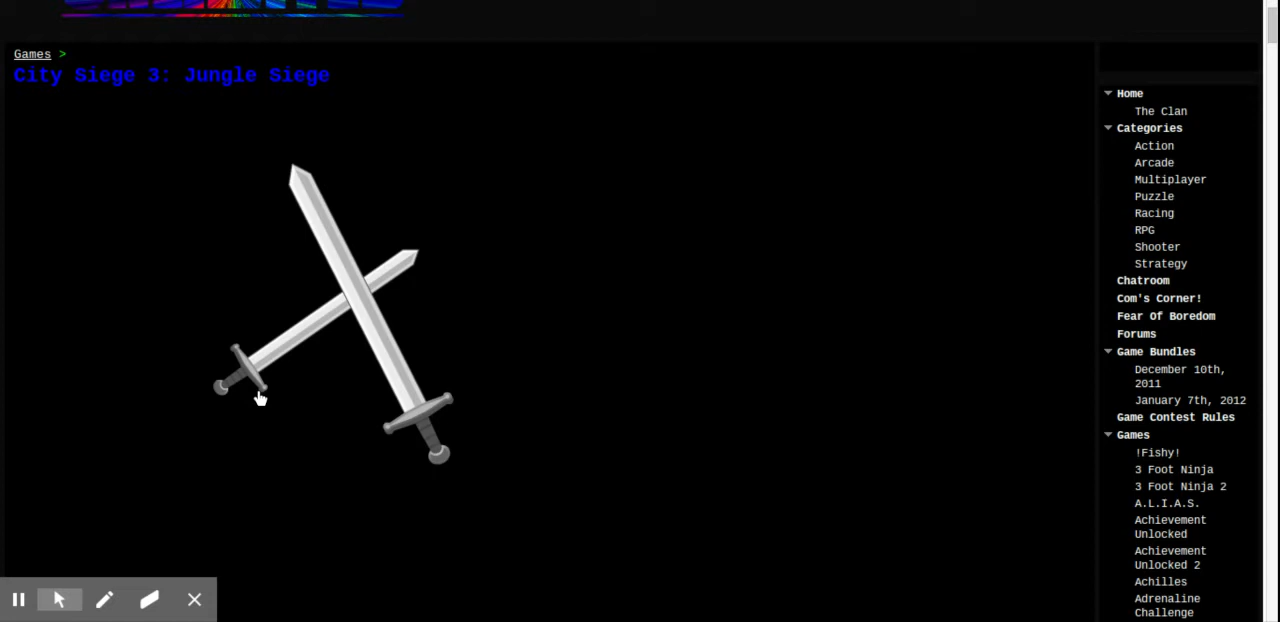 Games >
City Siege 3: Jungle Siege
Home
The Clan
Categories
Action
Arcade
Multiplayer
Puzzle
Racing
RPG
Shooter
Strategy
Chatroom
Com's Corner!
Fear Of Boredom
Forums
Game Bundles
December 10th,
2011
January 7th, 2012
Game Contest Rules
Games
!Fishy!
3 Foot Ninja
3 Foot Ninja 2
A.L.I.A.S.
Achievement
Unlocked
Achievement
Unlocked 2
Achilles
Adrenaline
Challenge